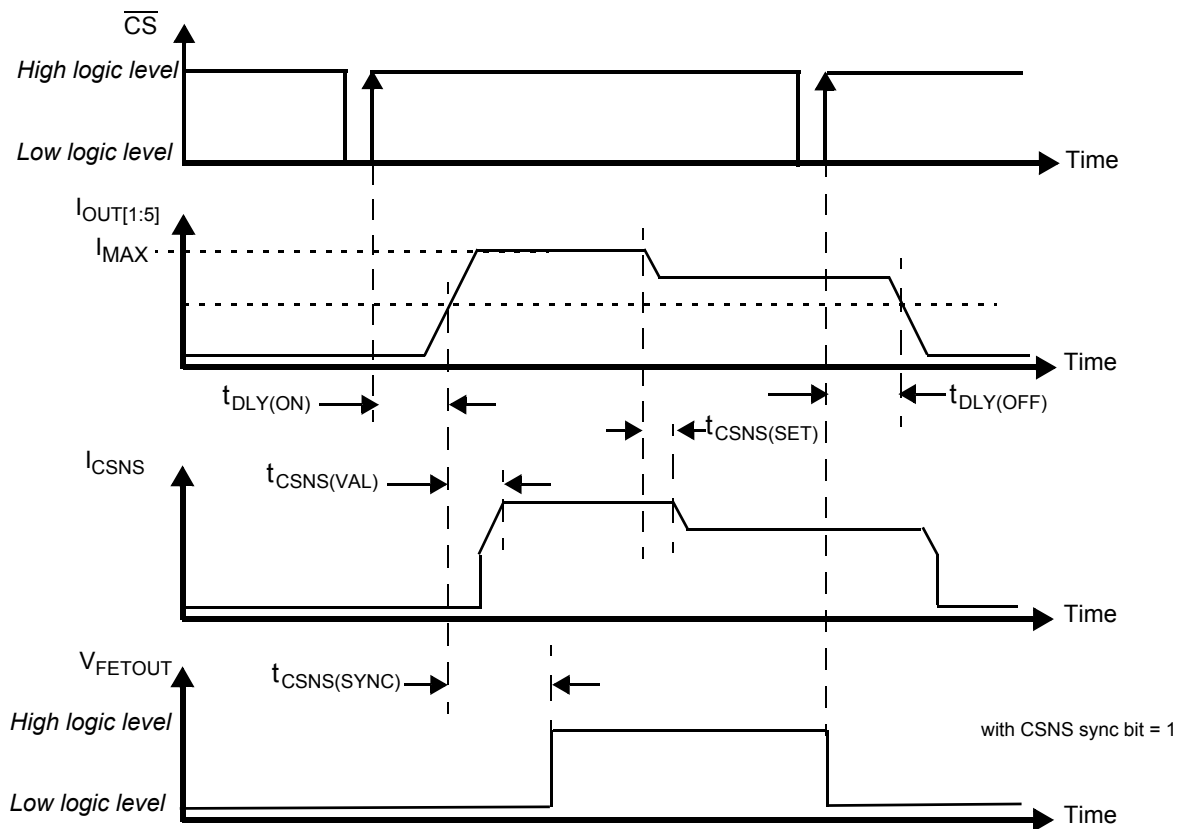 CS
High logic level
Low logic level
Time
IOUT[1:5]
IMAX
Time
tDLY(ON)
tDLY(OFF)
tCSNS(SET)
ICSNS
tCSNS(VAL)
Time
VFETOUT
tCSNS(SYNC)
High logic level
with CSNS sync bit = 1
Low logic level
Time